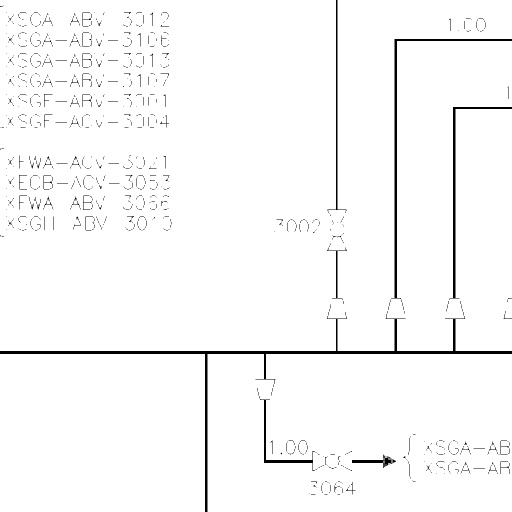 XSGA-ABV-3012
XSGA-ABV-3106
XSGA-ABV-3013
XSGA-ABV-3107
XSGF-ABV-3001
XSGF-ACV-3004
XFWA-ACV-3021
XECB-ACV-3053
XFWA-ABV-3066
XSGH-ABV-3010
1.00
1
3002
1.00
3064
XSGA-AB
XSGA-AB